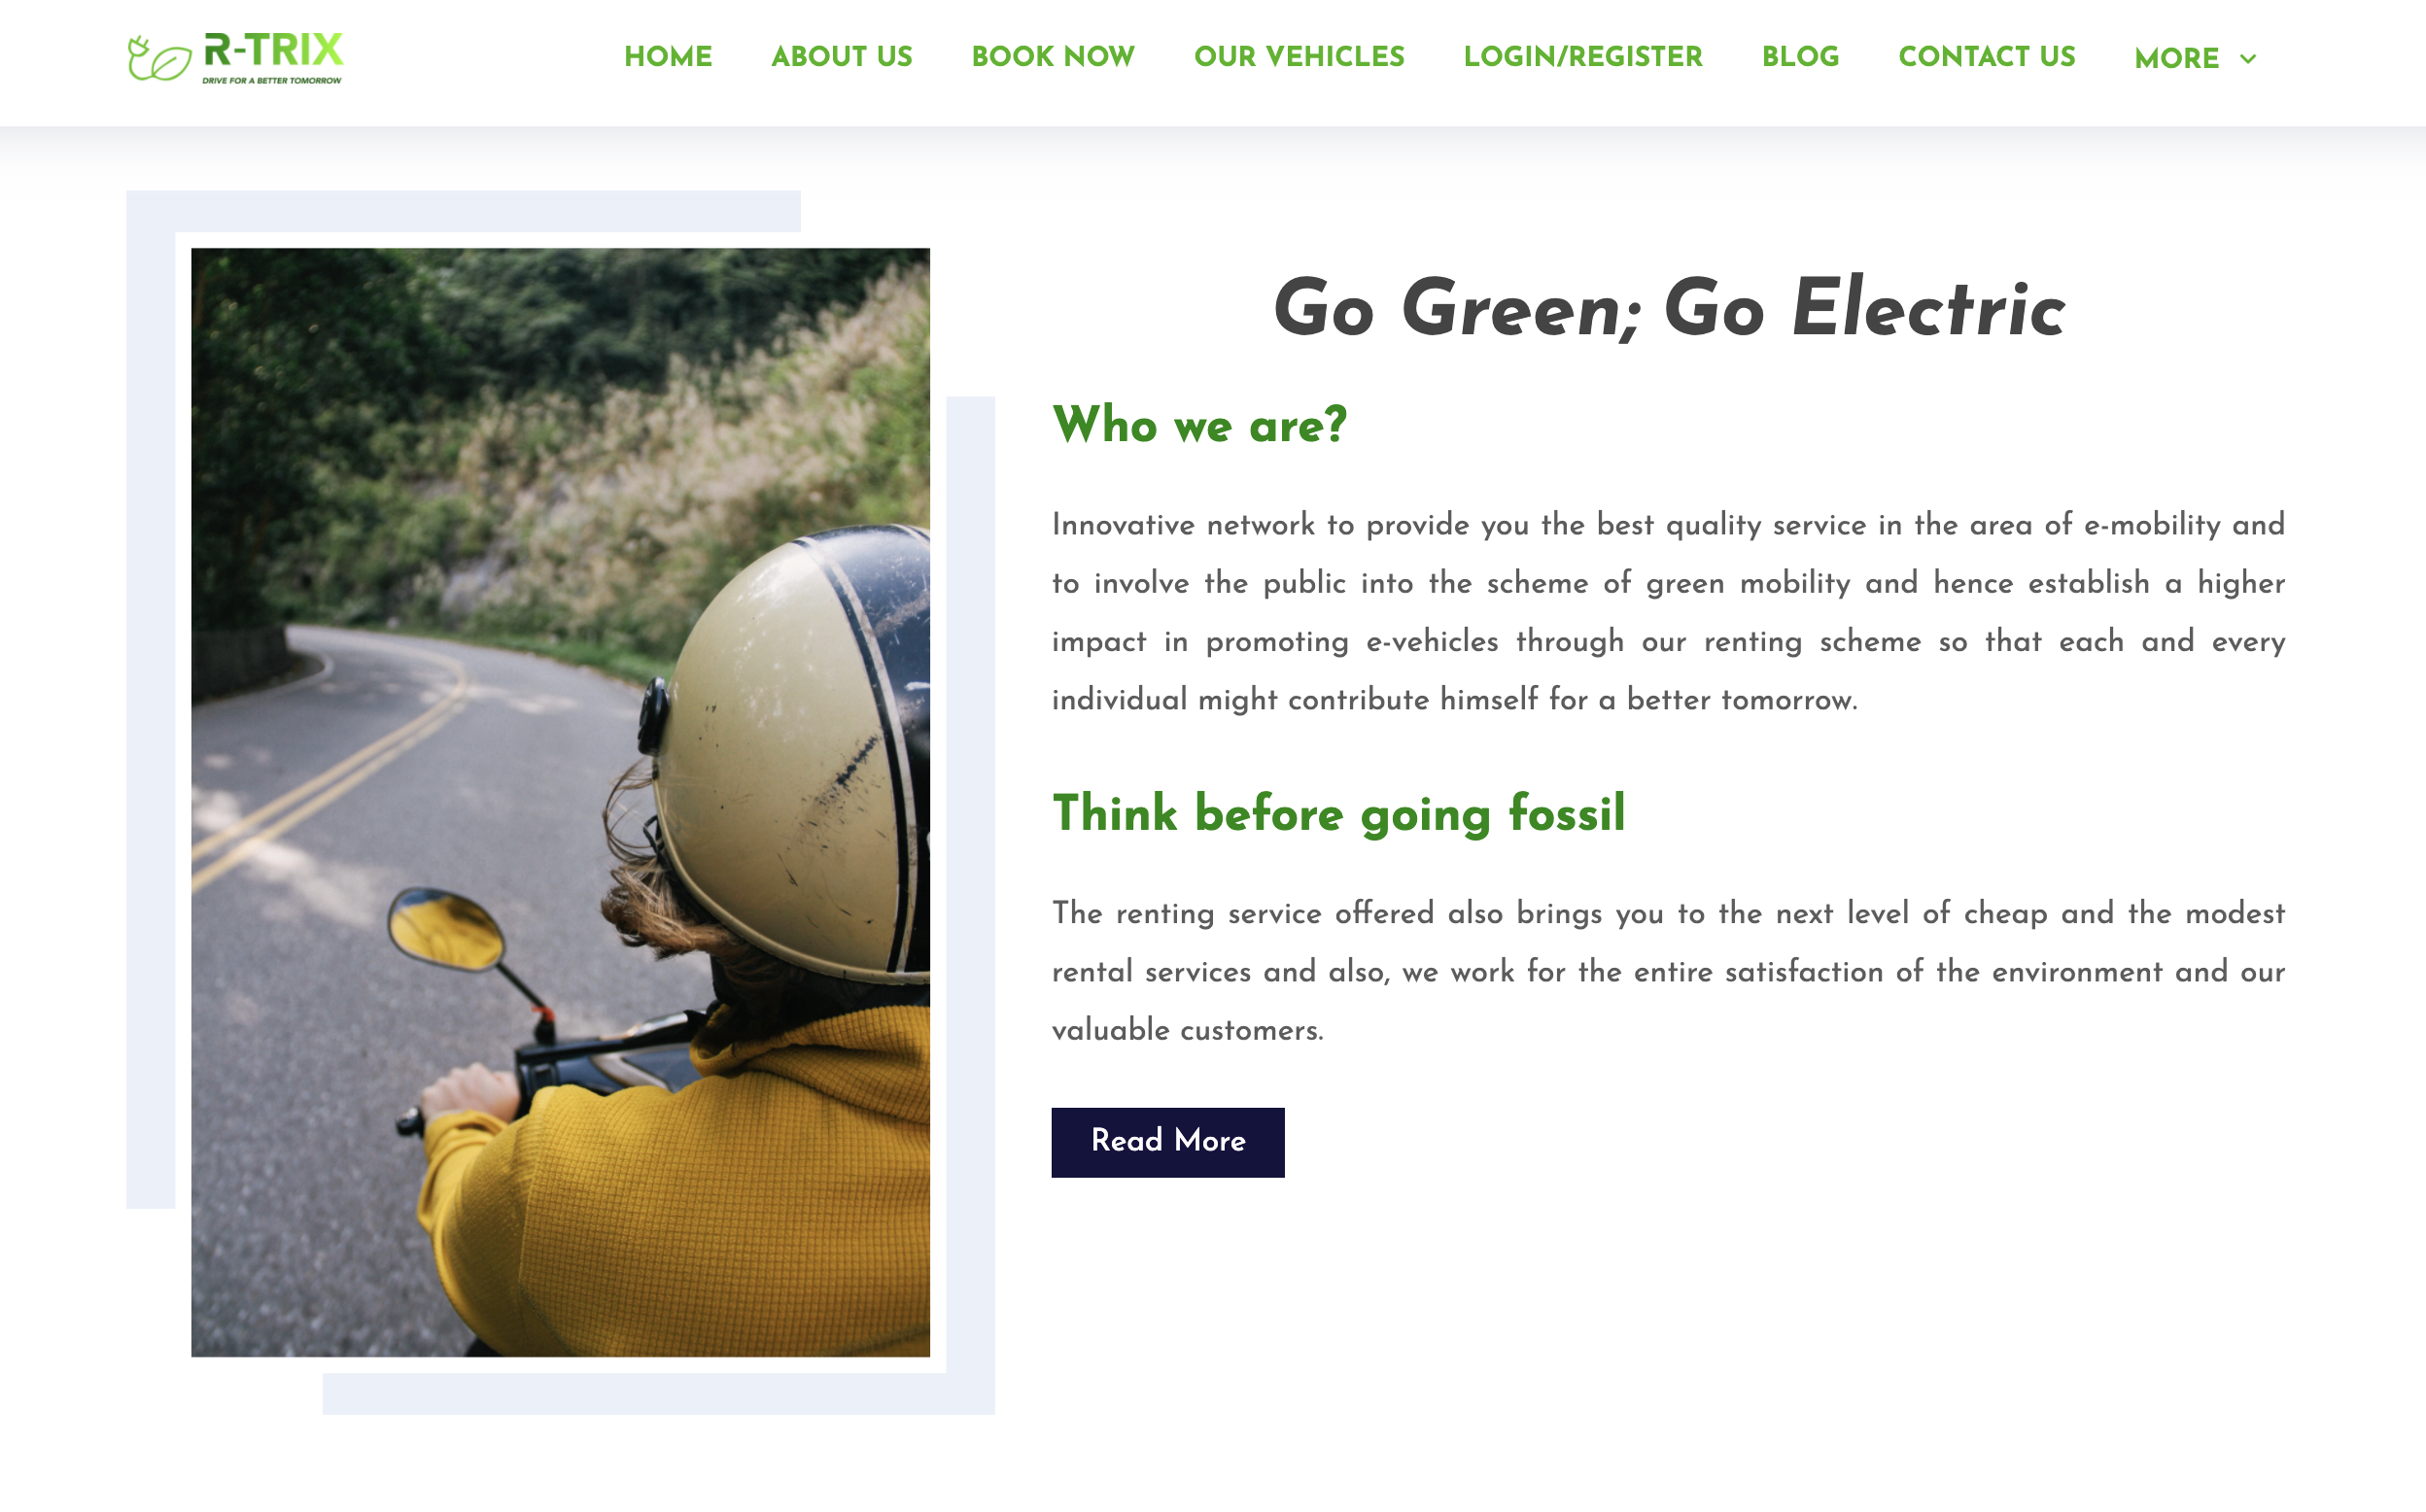 R-TRIX
DRIVE FOR A BETTER TOMORROW
HOME ABOUT US BOOK NOW OUR VEHICLES LOGIN/REGISTER BLOG CONTACT US MORE
Go Green; Go Electric
Who we are?
Innovative network to provide you the best quality service in the area of e-mobility and
to involve the public into the scheme of green mobility and hence establish a higher
impact in promoting e-vehicles through our renting scheme so that each and every
individual might contribute himself for a better tomorrow.
Think before going fossil
The renting service offered also brings you to the next level of cheap and the modest
rental services and also, we work for the entire satisfaction of the environment and our
valuable customers.
Read More